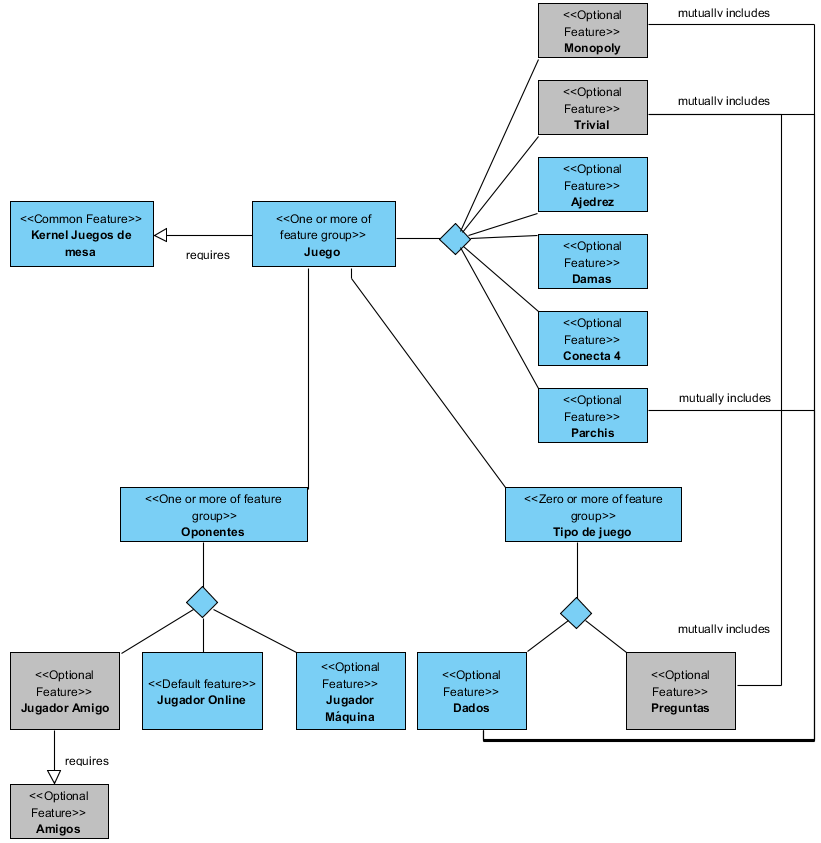 <<Optional
Feature>>
Monopoly
mutually includes
<<Optional
Feature>>
Trivial
mutually includes
<<Optional
Feature>>
Ajedrez
<<Common Feature>>
Kernel Juegos de
mesa
requires
<<One or more of
feature group>>
Juego
<<Optional
Feature>>
Damas
<<Optional
Feature>>
Conecta 4
<<Optional
Feature>>
Parchis
mutually includes
<<One or more of feature
group>>
Oponentes
<<Zero or more of feature
group>>
Tipo de juego
mutually includes
<<Optional
Feature>>
Jugador Amigo
<<Default feature>>
Jugador Online
<<Optional
Feature>>
Jugador
Máquina
<<Optional
Feature>>
Dados
<<Optional
Feature>>
Preguntas
requires
<<Optional
Feature>>
Amigos